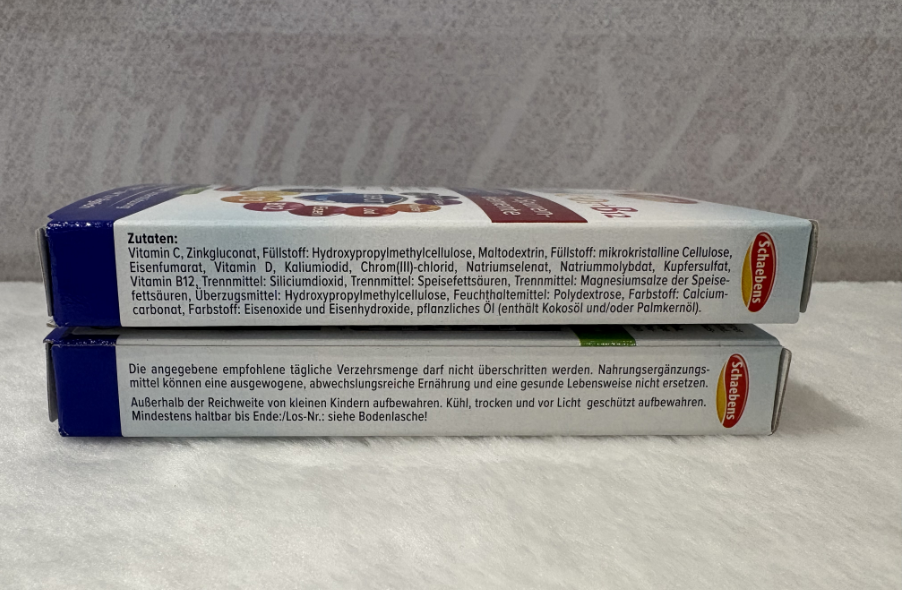 B12
Zutaten:
Vitamin C, Zinkgluconat, Füllstoff: Hydroxypropylmethylcellulose, Maltodextrin, Füllstoff: mikrokristalline Cellulose,
Eisenfumarat, Vitamin D, Kaliumiodid, Chrom(III)-chlorid, Natriumselenat, Natriummolybdat, Kupfersulfat,
Vitamin B12, Trennmittel: Siliciumdioxid, Trennmittel: Speisefettsäuren, Trennmittel: Magnesiumsalze der Speise-
fettsäuren, Überzugsmittel: Hydroxypropylmethylcellulose, Feuchthaltemittel: Polydextrose, Farbstoff: Calcium-
carbonat, Farbstoff: Eisenoxide und Eisenhydroxide, pflanzliches Öl (enthält Kokosöl und/oder Palmkernöl).
Schaebens
Die angegebene empfohlene tägliche Verzehrsmenge darf nicht überschritten werden. Nahrungsergänzungs-
mittel können eine ausgewogene, abwechslungsreiche Ernährung und eine gesunde Lebensweise nicht ersetzen.
Außerhalb der Reichweite von kleinen Kindern aufbewahren. Kühl, trocken und vor Licht geschützt aufbewahren.
Mindestens haltbar bis Ende:/Los-Nr.: siehe Bodenlasche!
Schaebens